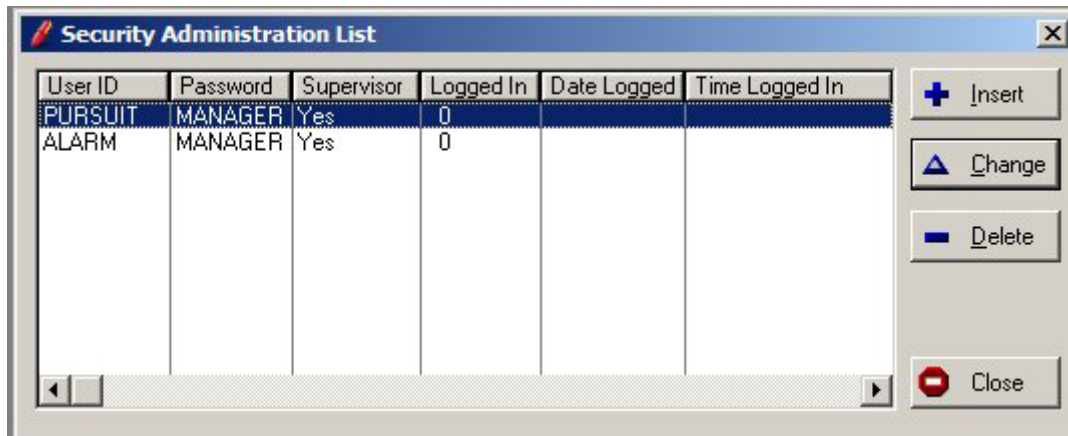 Security Administration List
User ID Password Supervisor Logged In Date Logged Time Logged In
PURSUIT MANAGER Yes 0
ALARM MANAGER Yes 0
Insert
Change
Delete
Close